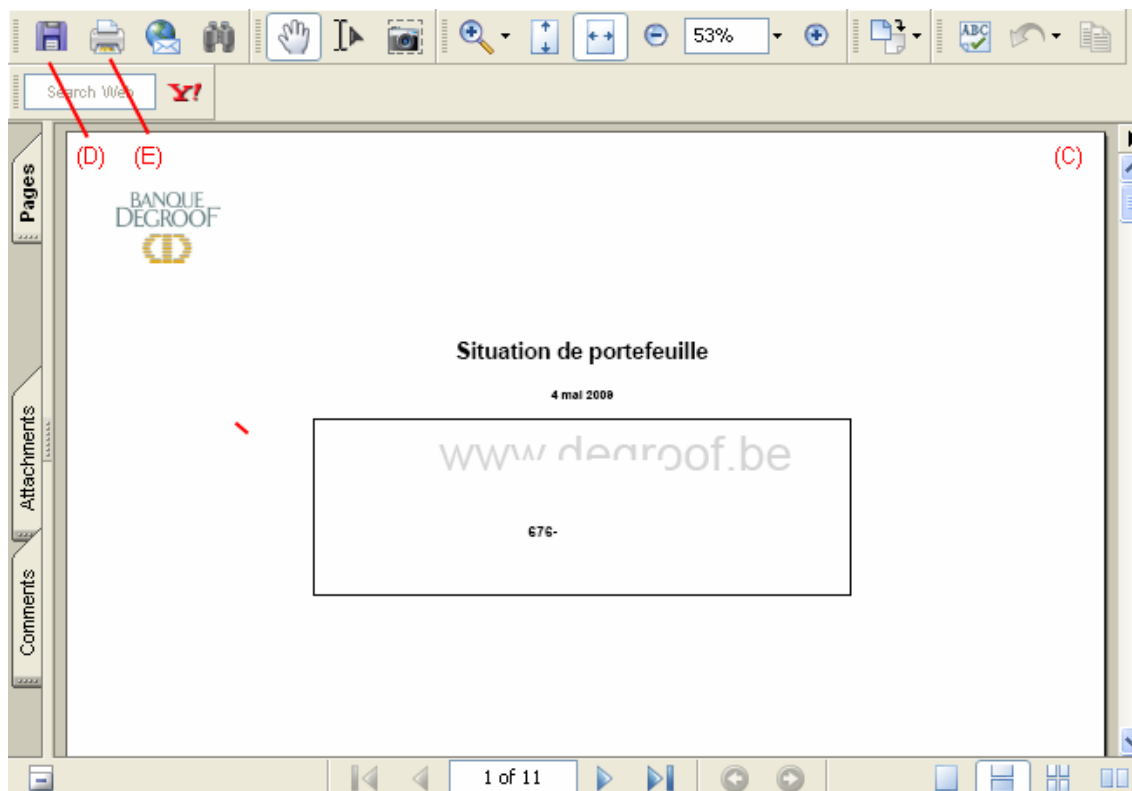 53%
ABC
Search Web Y!
(D) (E) (C)
Pages
BANQUE
DEGROOF
Situation de portefeuille
4 mai 2009
Attachments
www.degroof.be
676-
Comments
1 of 11